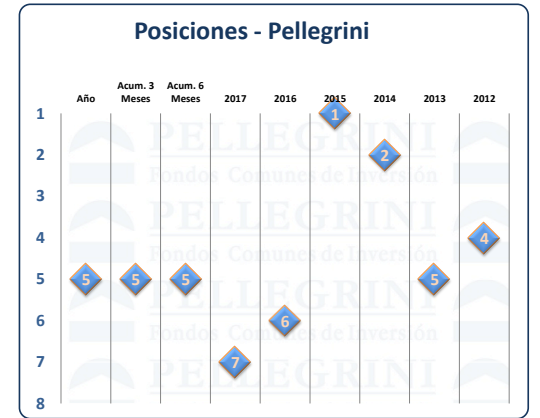 Posiciones - Pellegrini
Año Acum. 3 Meses Acum. 6 Meses 2017 2016 2015 2014 2013 2012
1 1
2 2
3
4 4
5 5 5 5 5
6 6
7 7
8
PELLEGRINI
Fondos Comunes de Inversión
PELLEGRINI
Fondos Comunes de Inversión
PELLEGRINI
Fondos Comunes de Inversión
PELLEGRINI